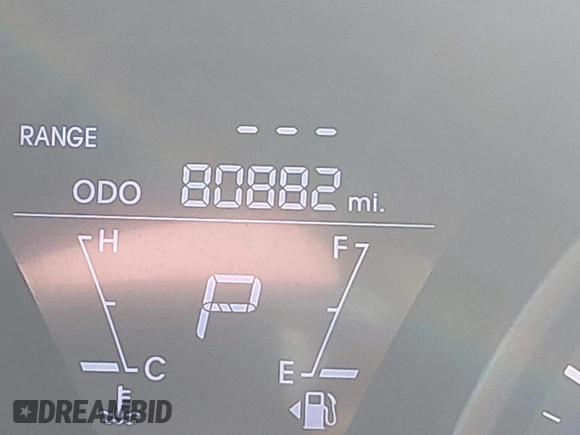 RANGE ---
ODO 80882 mi.
H F
P
C E
DREAMBID